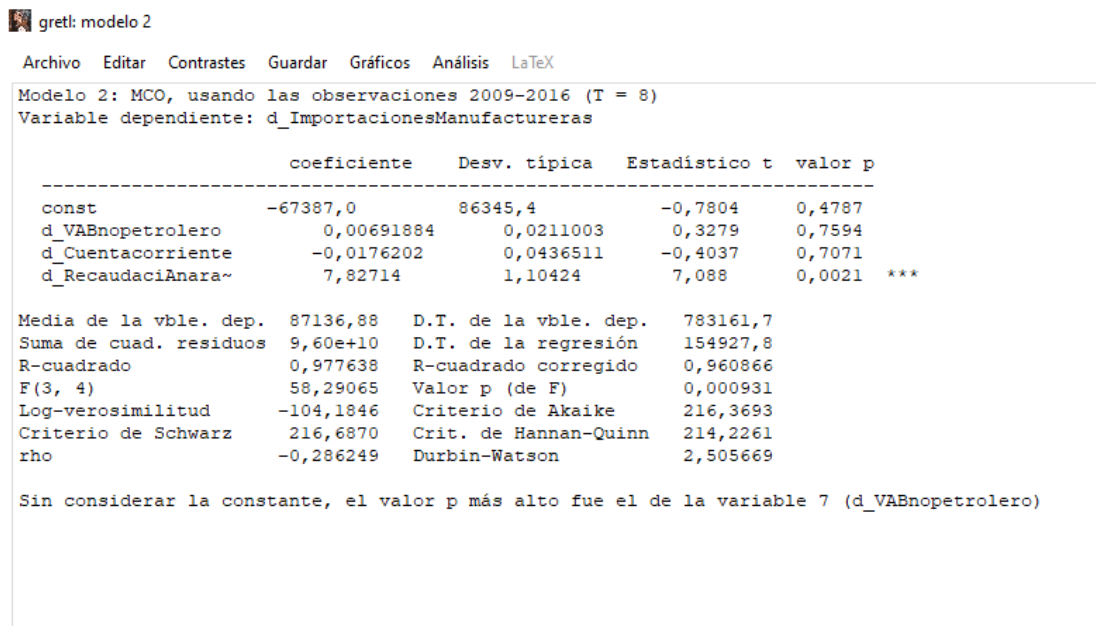 gretl: modelo 2
Archivo Editar Contrastes Guardar Gráficos Análisis LaTeX
Modelo 2: MCO, usando las observaciones 2009-2016 (T = 8)
Variable dependiente: d_ImportacionesManufactureras
coeficiente Desv. típica Estadístico t valor p
-------------------------------------------------------------------------
const -67387,0 86345,4 -0,7804 0,4787
d_VABnopetrolero 0,00691884 0,0211003 0,3279 0,7594
d_Cuentacorriente -0,0176202 0,0436511 -0,4037 0,7071
d_RecaudaciAnara~ 7,82714 1,10424 7,088 0,0021 ***
Media de la vble. dep. 87136,88 D.T. de la vble. dep. 783161,7
Suma de cuad. residuos 9,60e+10 D.T. de la regresión 154927,8
R-cuadrado 0,977638 R-cuadrado corregido 0,960866
F(3, 4) 58,29065 Valor p (de F) 0,000931
Log-verosimilitud -104,1846 Criterio de Akaike 216,3693
Criterio de Schwarz 216,6870 Crit. de Hannan-Quinn 214,2261
rho -0,286249 Durbin-Watson 2,505669
Sin considerar la constante, el valor p más alto fue el de la variable 7 (d_VABnopetrolero)